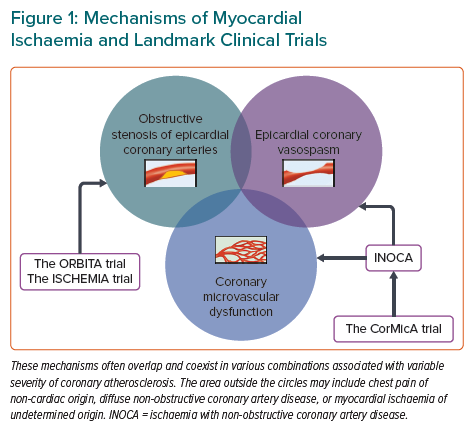 Figure 1: Mechanisms of Myocardial
Ischaemia and Landmark Clinical Trials
Obstructive
stenosis of epicardial
coronary arteries
Epicardial coronary
vasospasm
The ORBITA trial
The ISCHEMIA trial
Coronary
microvascular
dysfunction
INOCA
The CorMicA trial
These mechanisms often overlap and coexist in various combinations associated with variable
severity of coronary atherosclerosis. The area outside the circles may include chest pain of
non-cardiac origin, diffuse non-obstructive coronary artery disease, or myocardial ischaemia of
undetermined origin. INOCA = ischaemia with non-obstructive coronary artery disease.